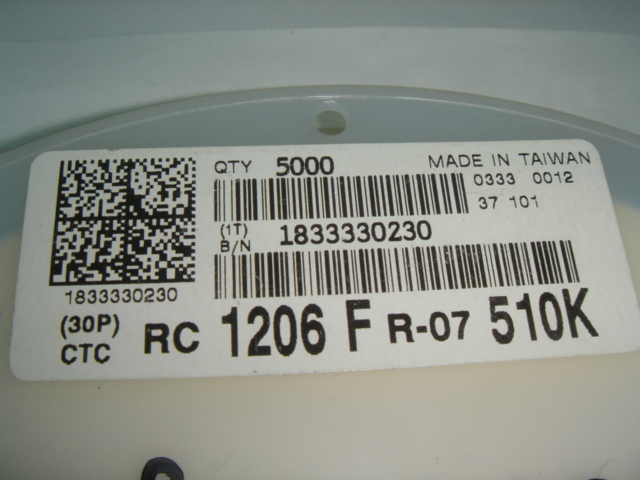 QTY 5000 MADE IN TAIWAN
0333 0012
37 101
(1T)
B/N 1833330230
1833330230
(30P)
CTC RC 1206 F R-07 510K